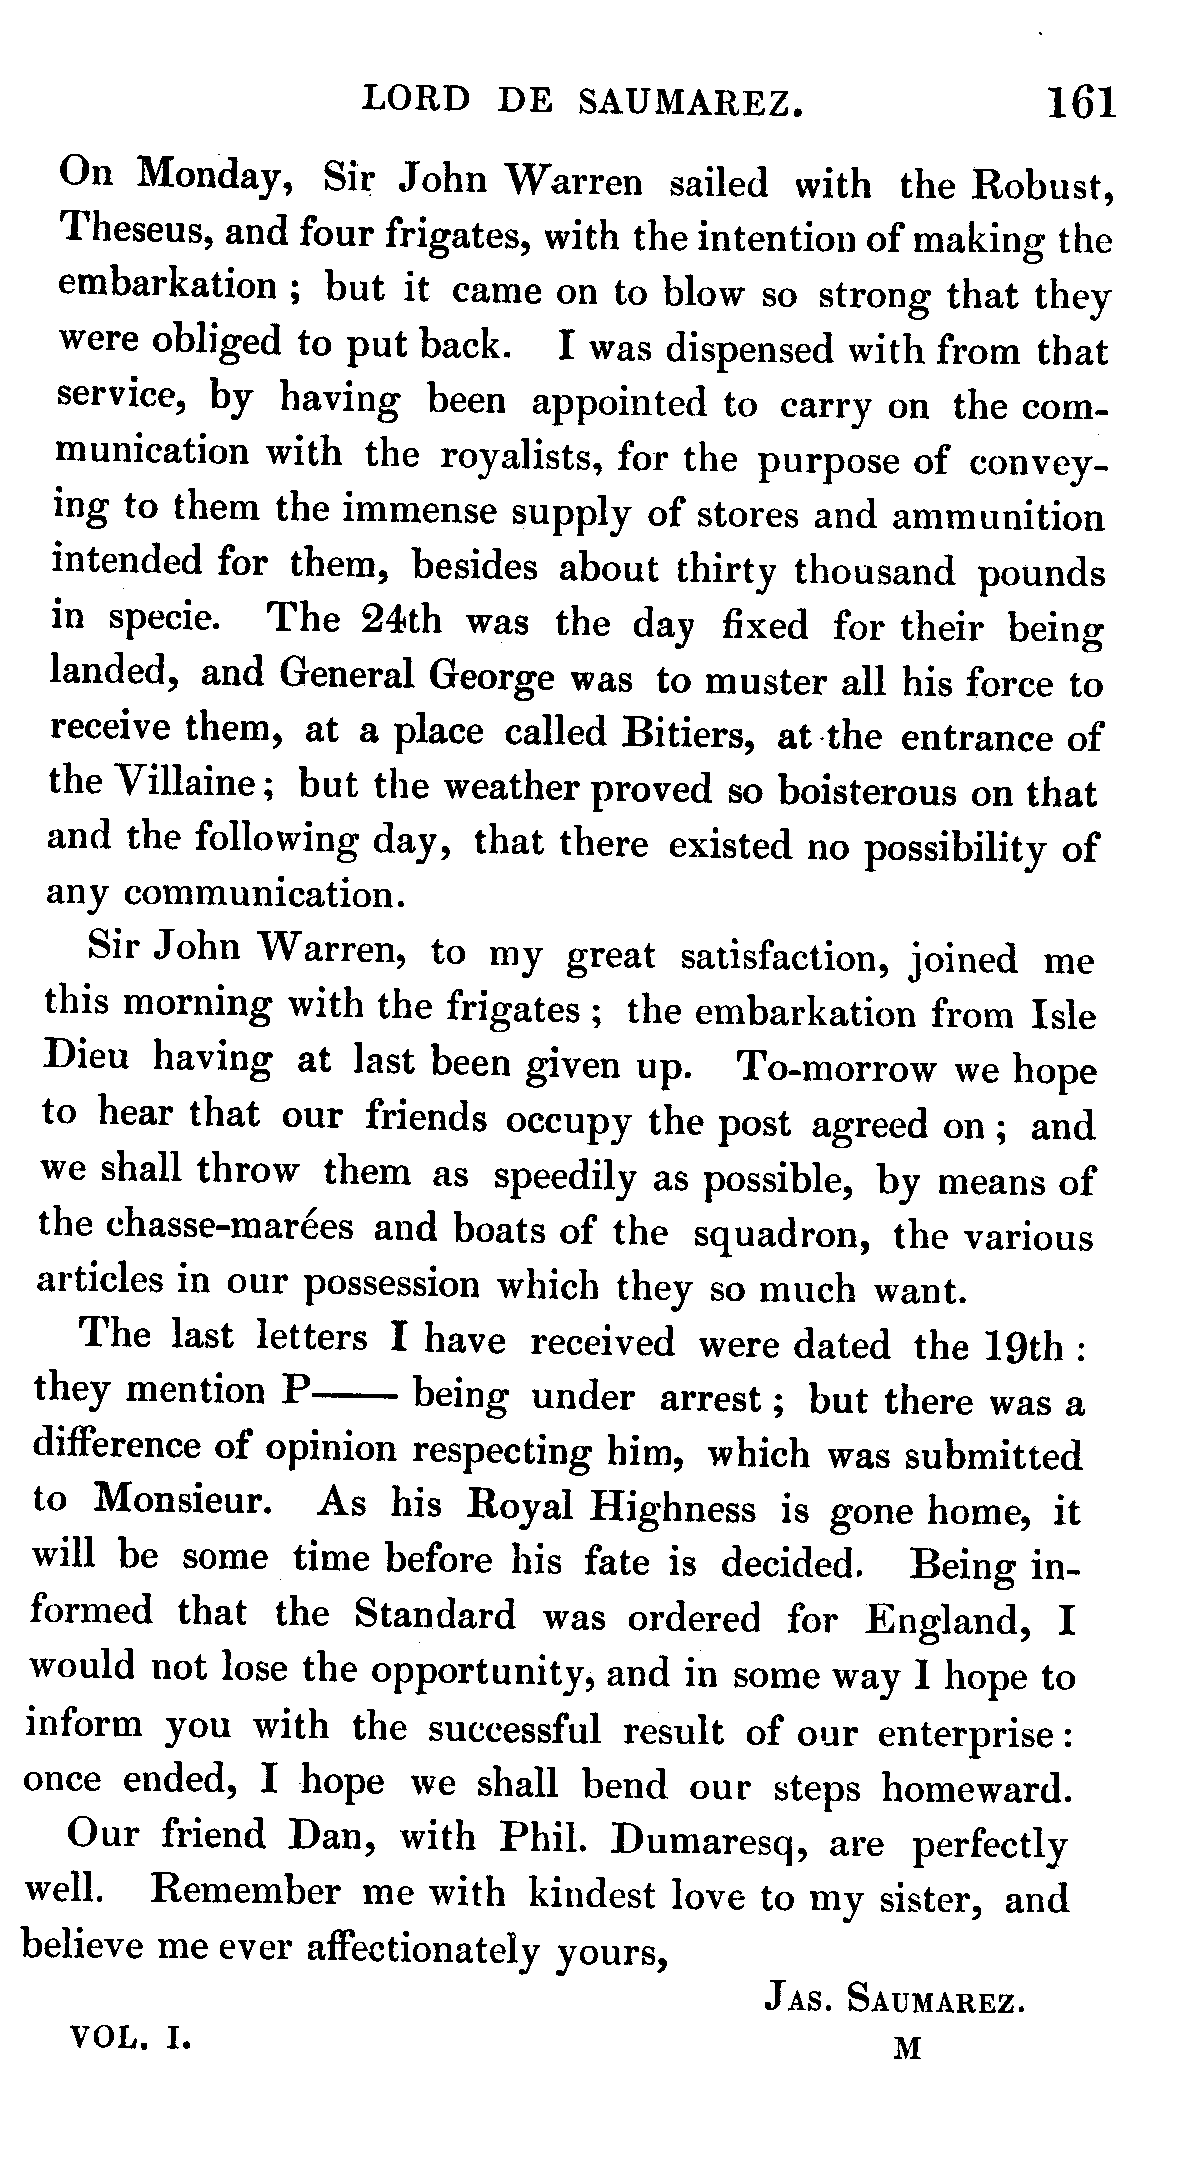 LORD DE SAUMAREZ. 161
On Monday, Sir John Warren sailed with the Robust,
Theseus, and four frigates, with the intention of making the
embarkation ; but it came on to blow so strong that they
were obliged to put back. I was dispensed with from that
service, by having been appointed to carry on the com-
munication with the royalists, for the purpose of convey-
ing to them the immense supply of stores and ammunition
intended for them, besides about thirty thousand pounds
in specie. The 24th was the day fixed for their being
landed, and General George was to muster all his force to
receive them, at a place called Bitiers, at the entrance of
the Villaine; but the weather proved so boisterous on that
and the following day, that there existed no possibility of
any communication.
Sir John Warren, to my great satisfaction, joined me
this morning with the frigates ; the embarkation from Isle
Dieu having at last been given up. To-morrow we hope
to hear that our friends occupy the post agreed on ; and
we shall throw them as speedily as possible, by means of
the chasse-marées and boats of the squadron, the various
articles in our possession which they so much want.
The last letters I have received were dated the 19th :
they mention P—— being under arrest ; but there was a
difference of opinion respecting him, which was submitted
to Monsieur. As his Royal Highness is gone home, it
will be some time before his fate is decided. Being in-
formed that the Standard was ordered for England, I
would not lose the opportunity, and in some way I hope to
inform you with the successful result of our enterprise :
once ended, I hope we shall bend our steps homeward.
Our friend Dan, with Phil. Dumaresq, are perfectly
well. Remember me with kindest love to my sister, and
believe me ever affectionately yours,
JAS. SAUMAREZ.
VOL. I. M